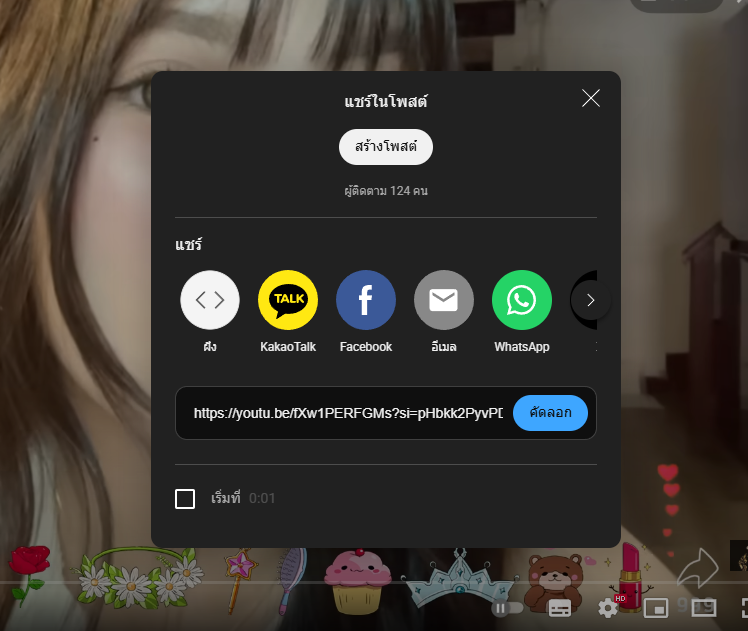 แชร์ในโพสต์
สร้างโพสต์
ผู้ติดตาม 124 คน
แชร์
TALK
ฝัง
KakaoTalk
Facebook
อีเมล
WhatsApp
https://youtu.be/fXw1PERFGMs?si=pHbkk2PyvPD
คัดลอก
เริ่มที่ 0:01
HD